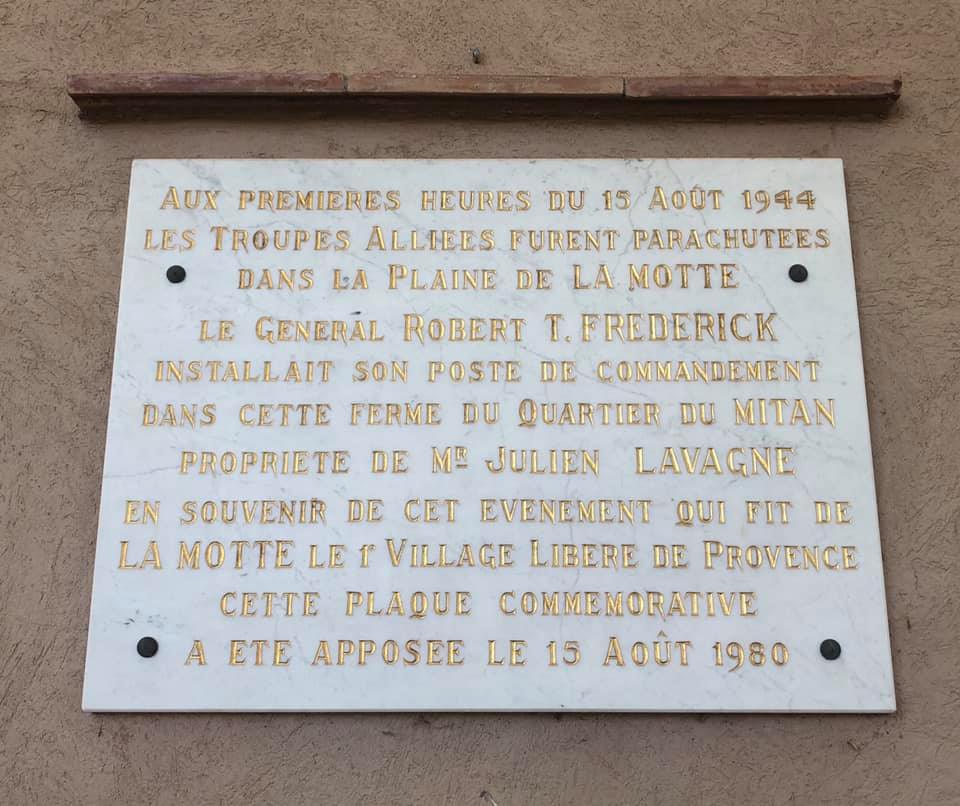 AUX PREMIERES HEURES DU 15 AOÛT 1944
LES TROUPES ALLIEES FURENT PARACHUTEES
DANS LA PLAINE DE LA MOTTE
LE GENERAL ROBERT T. FREDERICK
INSTALLAIT SON POSTE DE COMMANDEMENT
DANS CETTE FERME DU QUARTIER DU MITAN
PROPRIETE DE MR JULIEN LAVAGNE
EN SOUVENIR DE CET EVENEMENT QUI FIT DE
LA MOTTE LE 1r VILLAGE LIBERE DE PROVENCE
CETTE PLAQUE COMMEMORATIVE
A ETE APPOSEE LE 15 AOÛT 1980